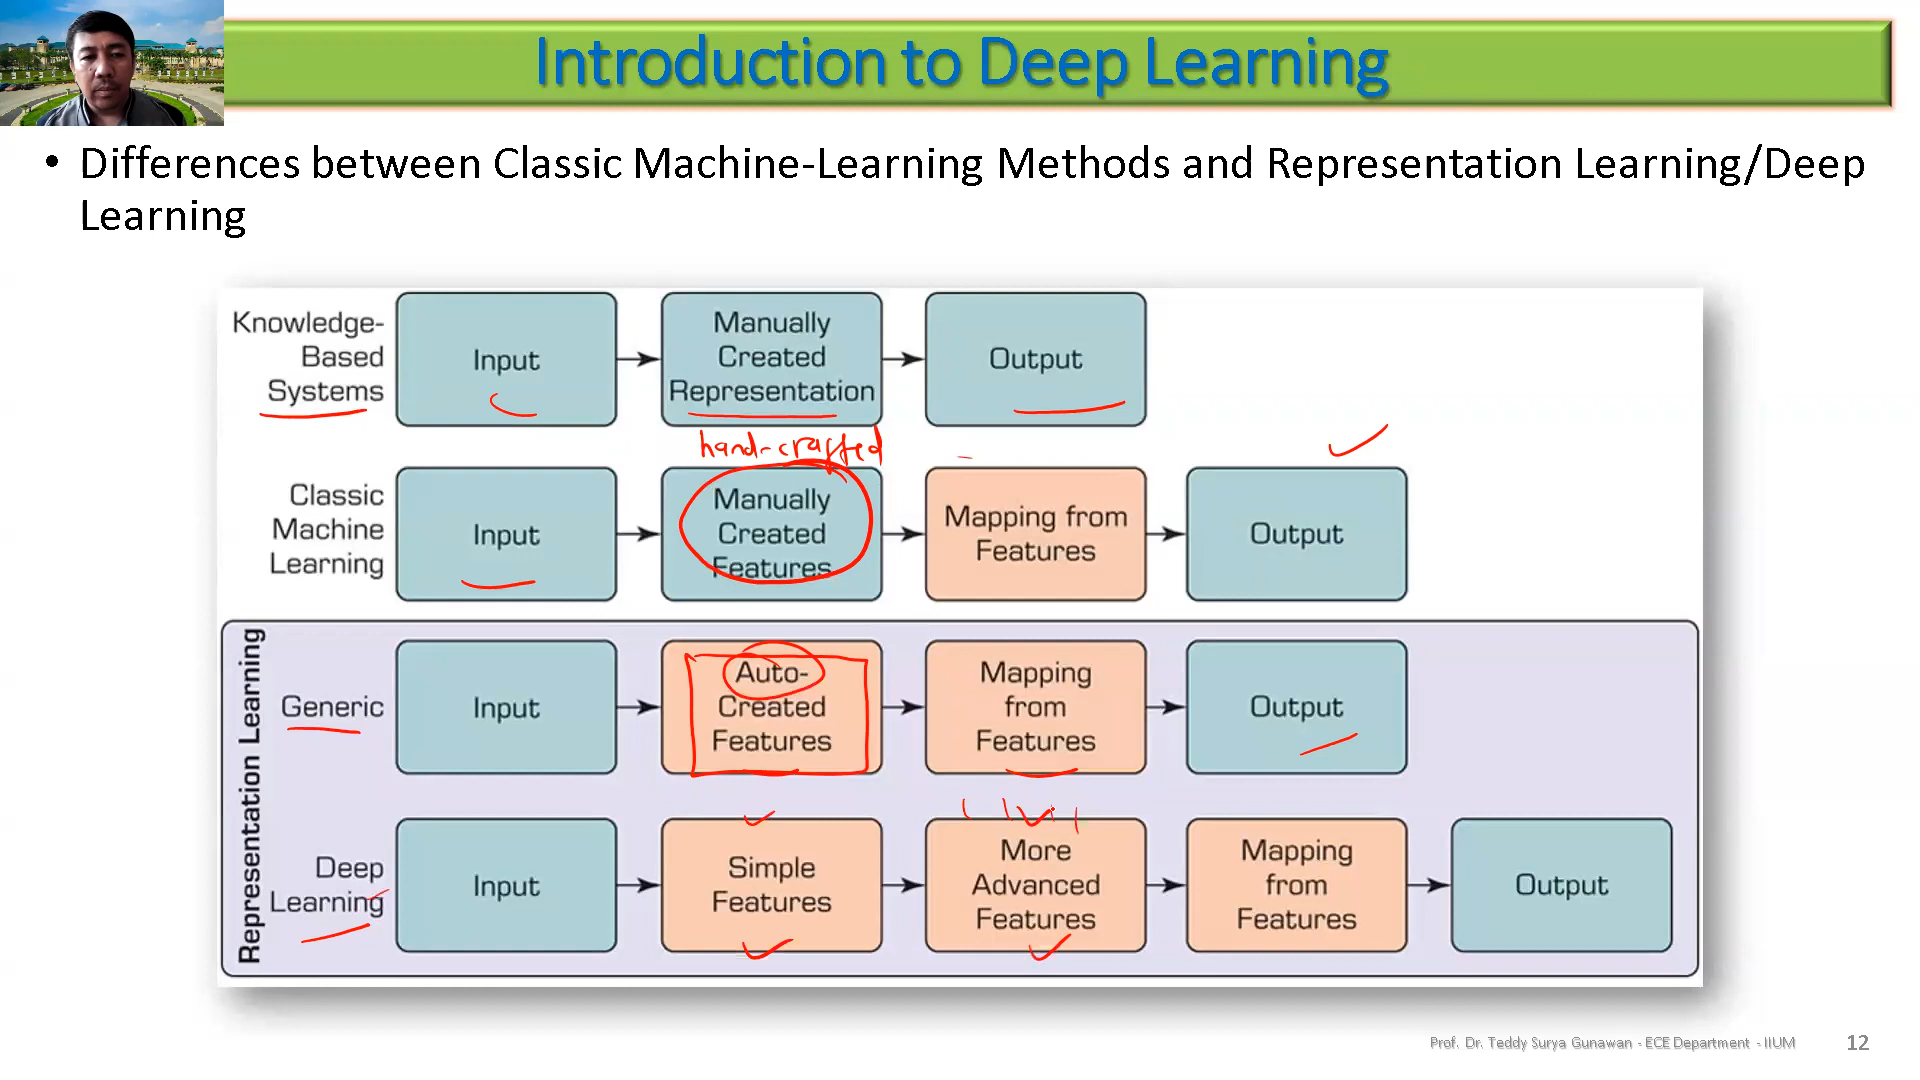 Introduction to Deep Learning
• Differences between Classic Machine-Learning Methods and Representation Learning/Deep
Learning
Knowledge-
Based
Systems
Input
Manually
Created
Representation
Output
hand-crafted
Classic
Machine
Learning
Input
Manually
Created
Features
Mapping from
Features
Output
Representation Learning
Generic
Input
Auto-
Created
Features
Mapping
from
Features
Output
Deep
Learning
Input
Simple
Features
More
Advanced
Features
Mapping
from
Features
Output
Prof. Dr. Teddy Surya Gunawan - ECE Department - IIUM
12